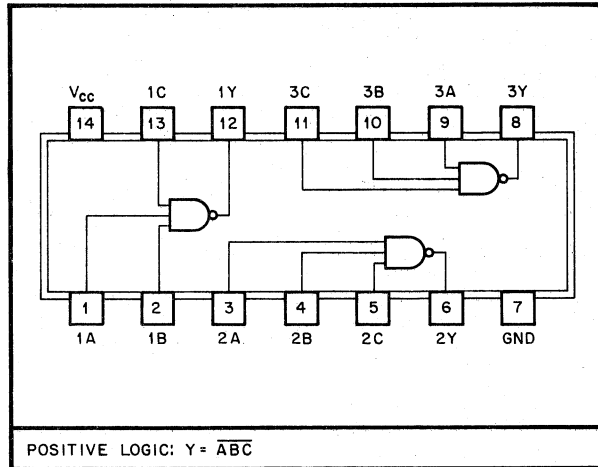 Vcc 1C 1Y 3C 3B 3A 3Y
14 13 12 11 10 9 8
1 2 3 4 5 6 7
1A 1B 2A 2B 2C 2Y GND
POSITIVE LOGIC: Y = A̅B̅C̅